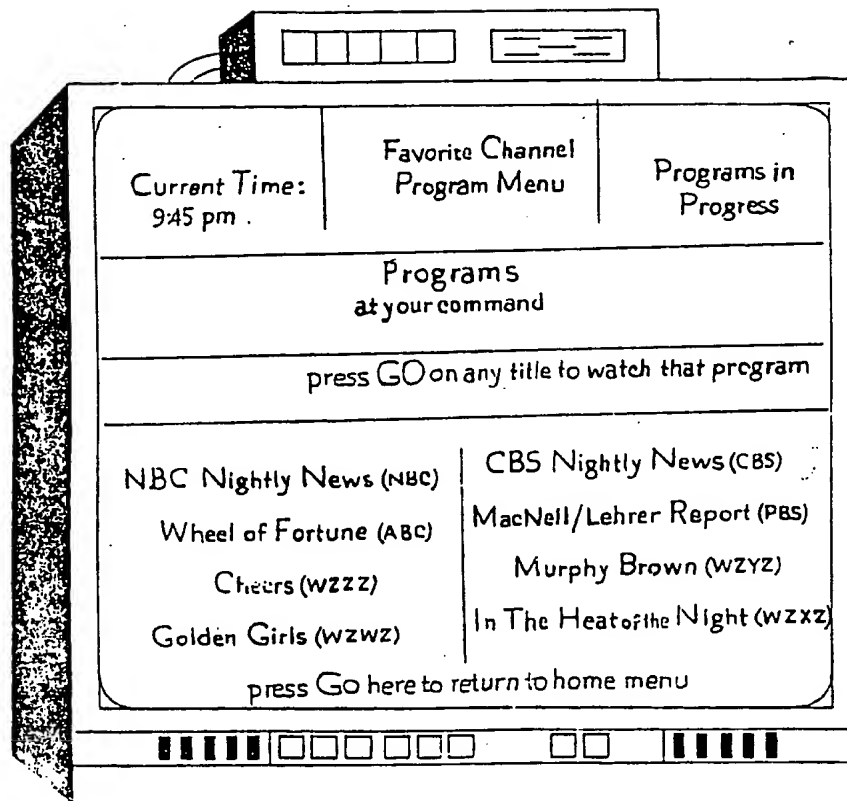 Current Time:
9:45 pm.
Favorite Channel
Program Menu
Programs in
Progress
Programs
at your command
press GO on any title to watch that program
NBC Nightly News (NBC)
Wheel of Fortune (ABC)
Cheers (WZZZ)
Golden Girls (WZWZ)
CBS Nightly News (CBS)
MacNeil/Lehrer Report (PBS)
Murphy Brown (WZYZ)
In The Heat of the Night (WZXZ)
press Go here to return to home menu